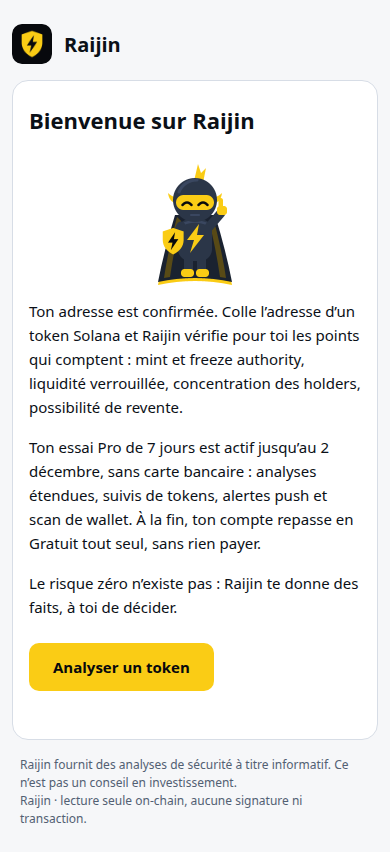 Raijin
Bienvenue sur Raijin
Ton adresse est confirmée. Colle l’adresse d’un
token Solana et Raijin vérifie pour toi les points
qui comptent : mint et freeze authority,
liquidité verrouillée, concentration des holders,
possibilité de revente.
Ton essai Pro de 7 jours est actif jusqu’au 2
décembre, sans carte bancaire : analyses
étendues, suivis de tokens, alertes push et
scan de wallet. À la fin, ton compte repasse en
Gratuit tout seul, sans rien payer.
Le risque zéro n’existe pas : Raijin te donne des
faits, à toi de décider.
Analyser un token
Raijin fournit des analyses de sécurité à titre informatif. Ce
n’est pas un conseil en investissement.
Raijin · lecture seule on-chain, aucune signature ni
transaction.